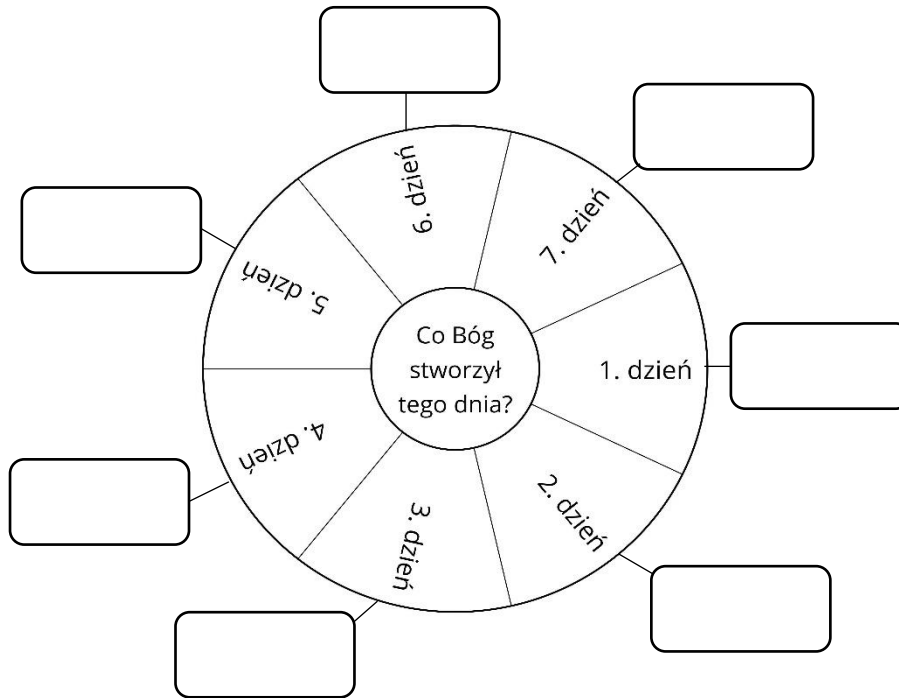 Co Bóg
stworzył
tego dnia?
1. dzień
2. dzień
3. dzień
4. dzień
5. dzień
6. dzień
7. dzień